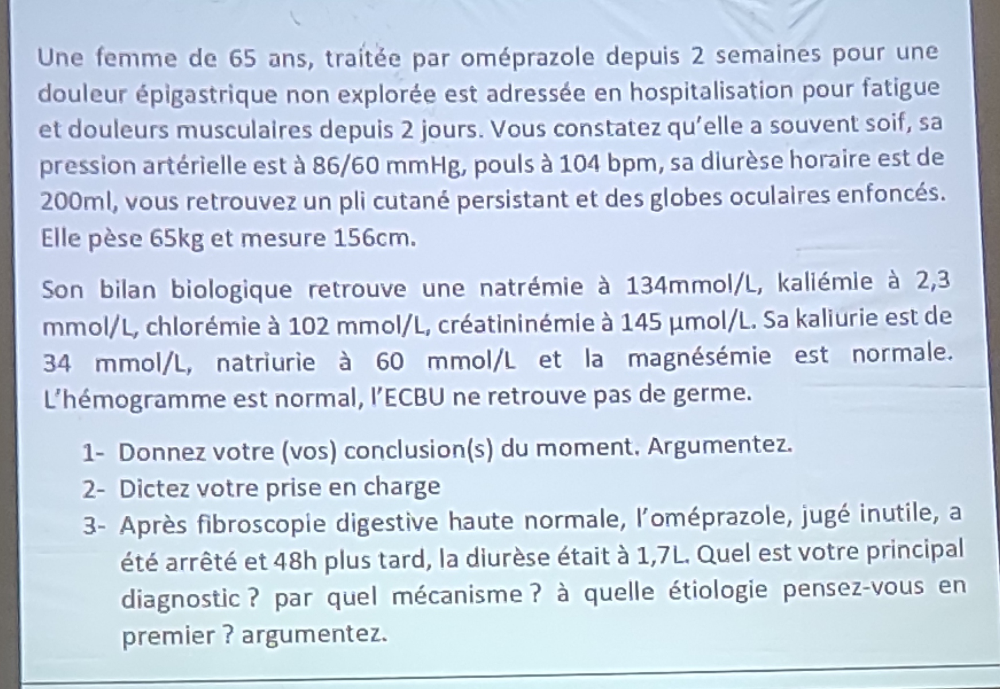 Une femme de 65 ans, traitée par oméprazole depuis 2 semaines pour une
douleur épigastrique non explorée est adressée en hospitalisation pour fatigue
et douleurs musculaires depuis 2 jours. Vous constatez qu'elle a souvent soif, sa
pression artérielle est à 86/60 mmHg, pouls à 104 bpm, sa diurèse horaire est de
200ml, vous retrouvez un pli cutané persistant et des globes oculaires enfoncés.
Elle pèse 65kg et mesure 156cm.
Son bilan biologique retrouve une natrémie à 134mmol/L, kaliémie à 2,3
mmol/L, chlorémie à 102 mmol/L, créatininémie à 145 µmol/L. Sa kaliurie est de
34 mmol/L, natriurie à 60 mmol/L et la magnésémie est normale.
L'hémogramme est normal, l'ECBU ne retrouve pas de germe.
1- Donnez votre (vos) conclusion(s) du moment. Argumentez.
2- Dictez votre prise en charge
3- Après fibroscopie digestive haute normale, l'oméprazole, jugé inutile, a
été arrêté et 48h plus tard, la diurèse était à 1,7L. Quel est votre principal
diagnostic ? par quel mécanisme ? à quelle étiologie pensez-vous en
premier ? argumentez.